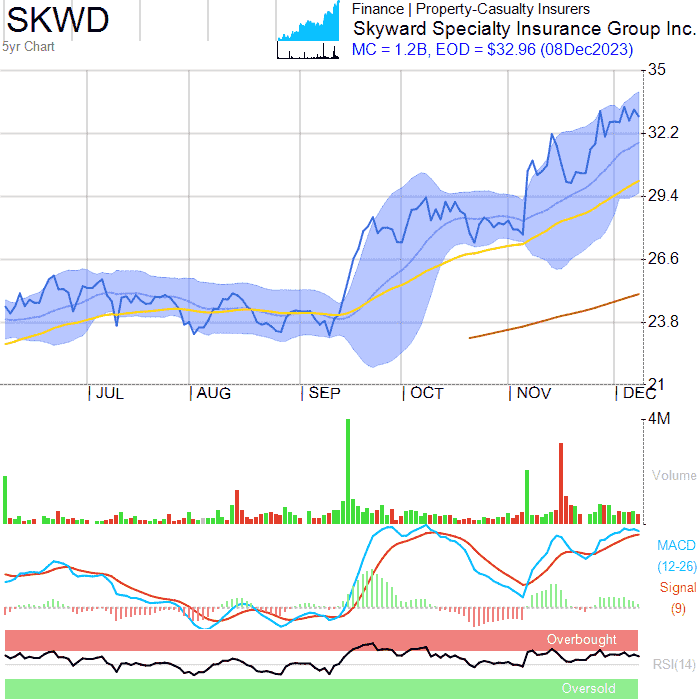 SKWD
5yr Chart
Finance | Property-Casualty Insurers
Skyward Specialty Insurance Group Inc.
MC = 1.2B, EOD = $32.96 (08Dec2023)
35
32.2
29.4
26.6
23.8
21
JUL AUG SEP OCT NOV DEC
4M
Volume
MACD
(12-26)
Signal
(9)
Overbought
RSI(14)
Oversold